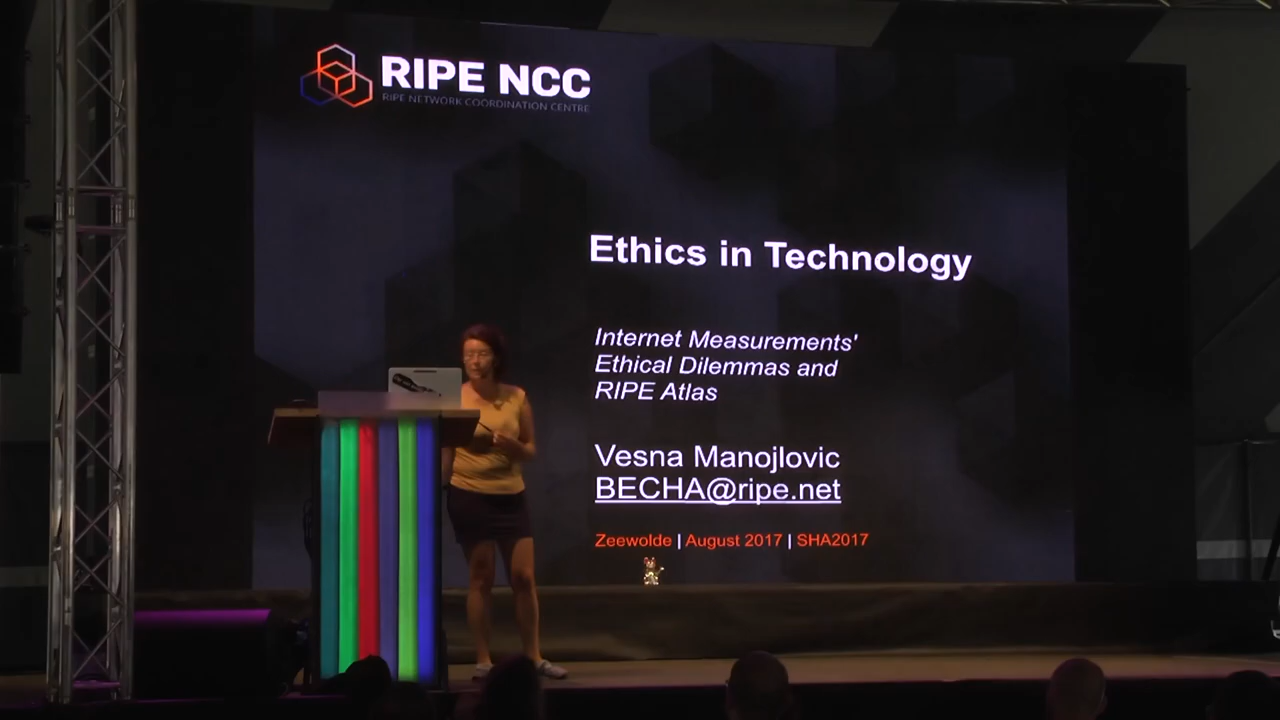 RIPE NCC
RIPE NETWORK COORDINATION CENTRE
Ethics in Technology
Internet Measurements'
Ethical Dilemmas and
RIPE Atlas
Vesna Manojlovic
BECHA@ripe.net
Zeewolde | August 2017 | SHA2017